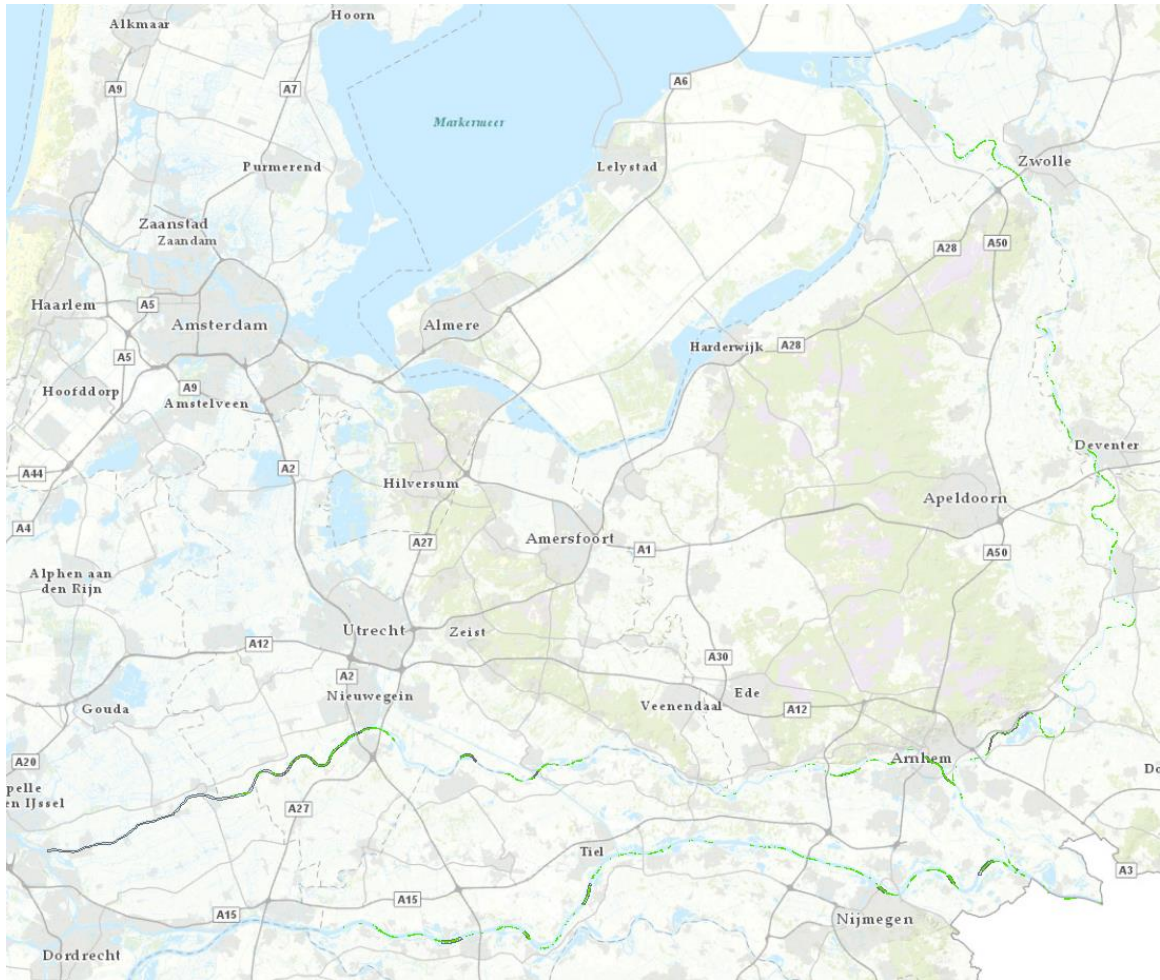 Alkmaar
Hoorn
A9
A7
A6
Markermeer
Purmerend
Lelystad
Zwolle
Zaanstad
Zaandam
A28
A50
Haarlem
A5
Amsterdam
Almere
Harderwijk
A28
A5
Hoofddorp
A9
Amstelveen
Deventer
A44
A2
Hilversum
Apeldoorn
A4
A27
Amersfoort
A1
A50
Alphen aan
den Rijn
Utrecht
Zeist
A12
A30
A2
Nieuwegein
Ede
Veenendaal
A12
Gouda
A20
Arnhem
Do
pelle
en IJssel
A27
Tiel
A3
A15
A15
Nijmegen
Dordrecht